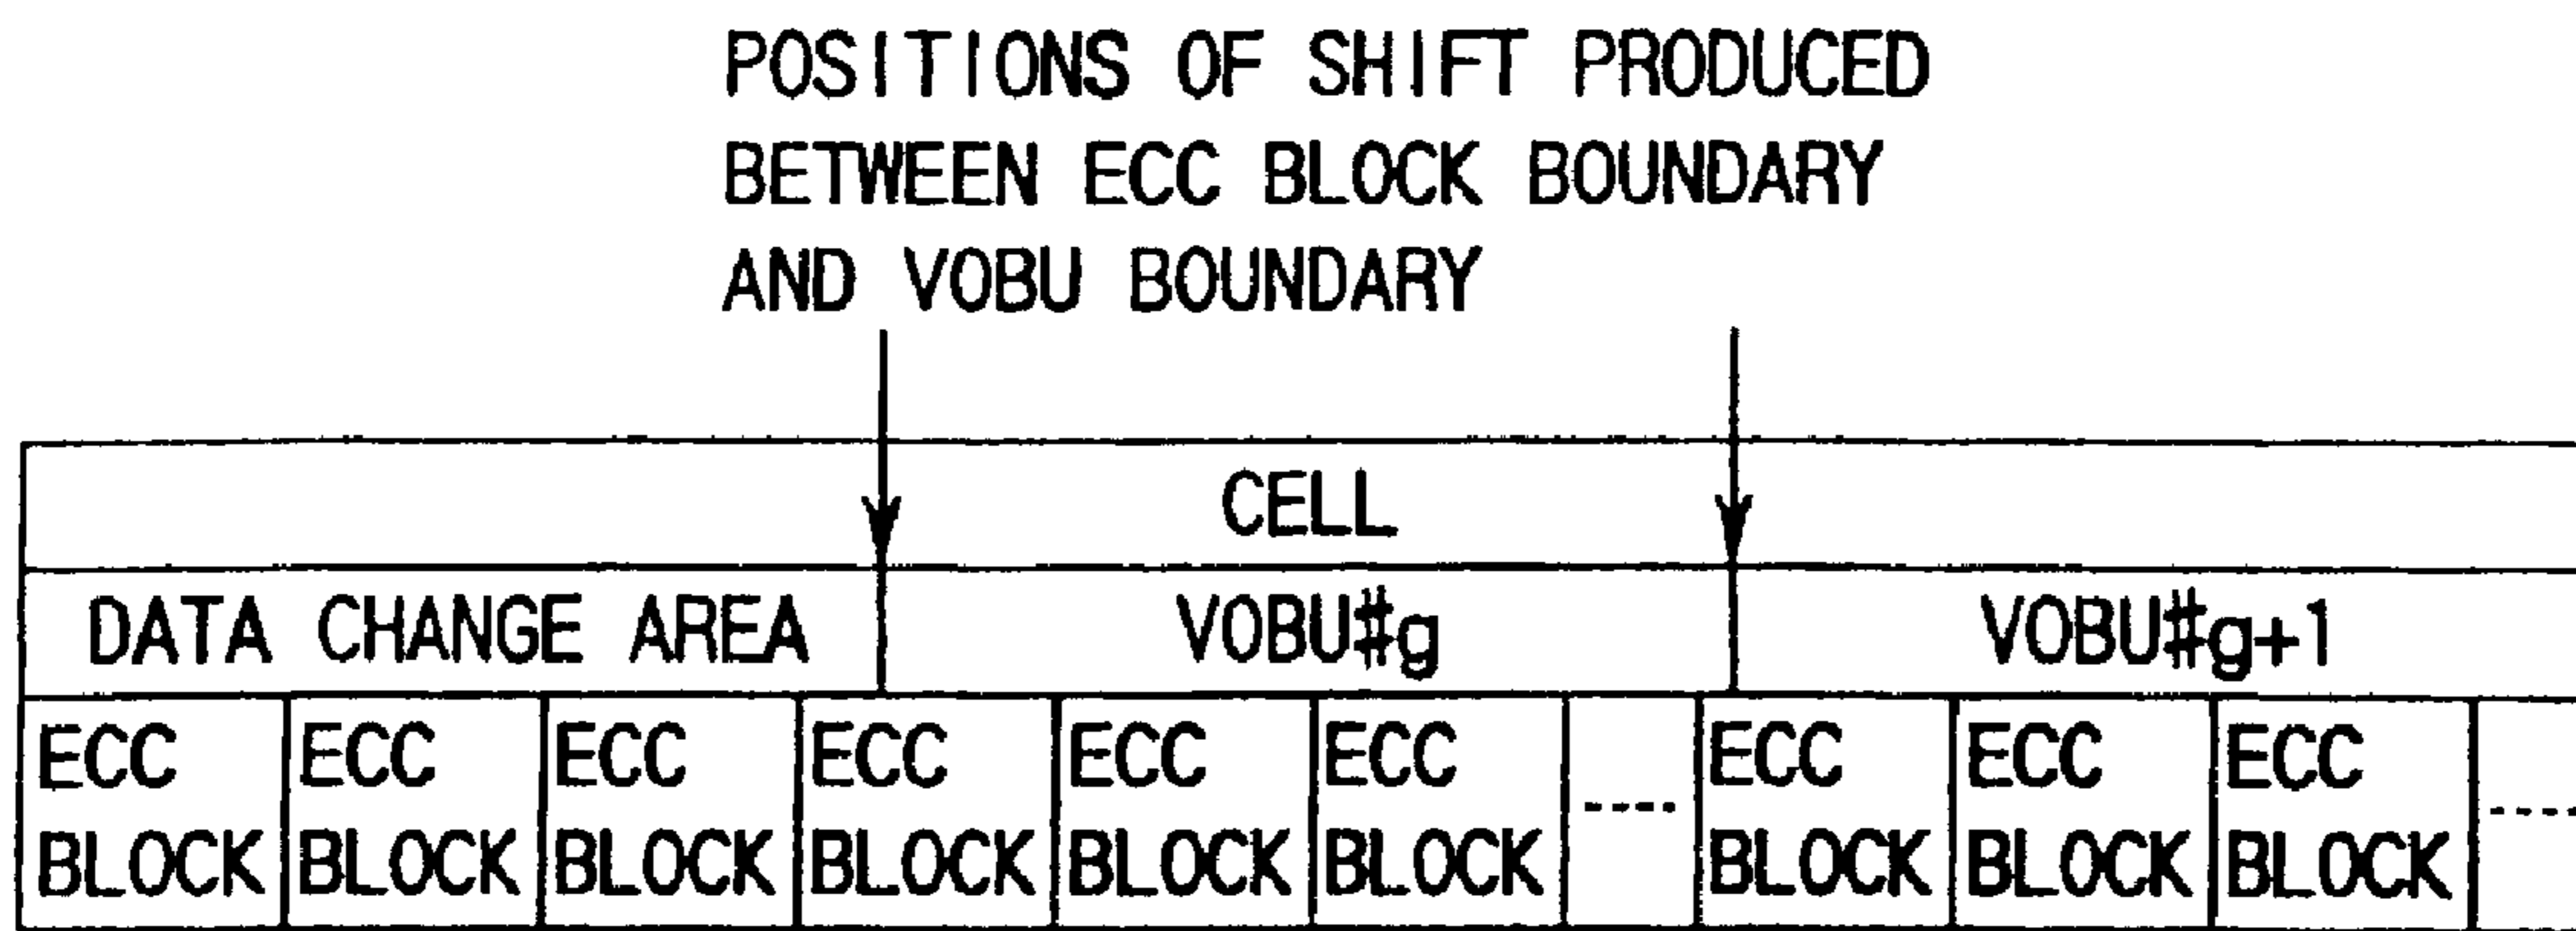 POSITIONS OF SHIFT PRODUCED
BETWEEN ECC BLOCK BOUNDARY
AND VOBU BOUNDARY
CELL
DATA CHANGE AREA VOBU#g VOBU#g+1
ECC ECC ECC ECC ECC ECC ---- ECC ECC ECC ----
BLOCK BLOCK BLOCK BLOCK BLOCK BLOCK BLOCK BLOCK BLOCK